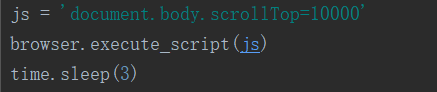 js = 'document.body.scrollTop=10000'
browser.execute_script(js)
time.sleep(3)